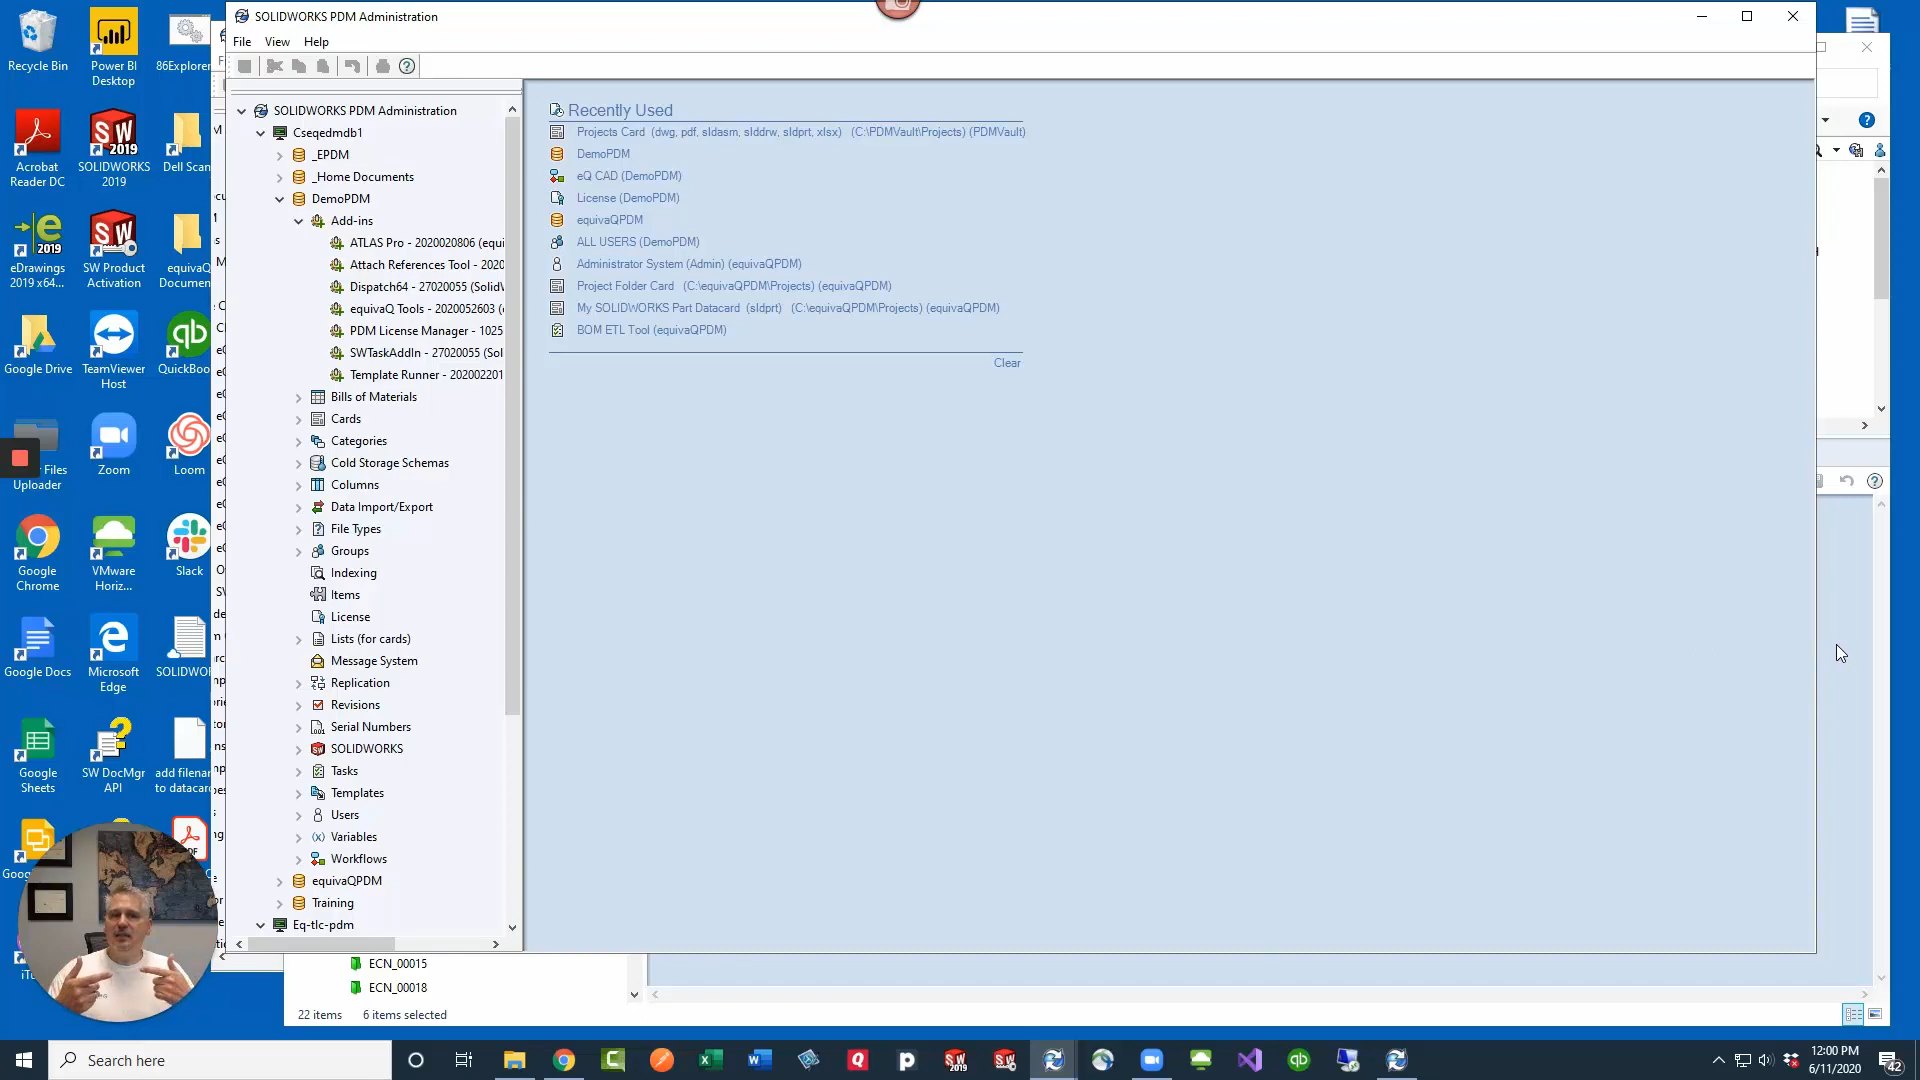 SOLIDWORKS PDM Administration
File View Help
SOLIDWORKS PDM Administration
Cseqedmdb1
_EPDM
_Home Documents
DemoPDM
Add-ins
ATLAS Pro - 2020020806 (equi
Attach References Tool - 2020
Dispatch64 - 27020055 (SolidV
equivaQ Tools - 2020052603 (
PDM License Manager - 1025
SWTaskAddIn - 27020055 (Sol
Template Runner - 202002201
Bills of Materials
Cards
Categories
Cold Storage Schemas
Columns
Data Import/Export
File Types
Groups
Indexing
Items
License
Lists (for cards)
Message System
Replication
Revisions
Serial Numbers
SOLIDWORKS
Tasks
Templates
Users
Variables
Workflows
equivaQPDM
Training
Eq-tlc-pdm
Recently Used
Projects Card (dwg, pdf, sldasm, slddrw, sldprt, xlsx) (C:\PDMVault\Projects) (PDMVault)
DemoPDM
eQ CAD (DemoPDM)
License (DemoPDM)
equivaQPDM
ALL USERS (DemoPDM)
Administrator System (Admin) (equivaQPDM)
Project Folder Card (C:\equivaQPDM\Projects) (equivaQPDM)
My SOLIDWORKS Part Datacard (sldprt) (C:\equivaQPDM\Projects) (equivaQPDM)
BOM ETL Tool (equivaQPDM)
Clear
ECN_00015
ECN_00018
22 items 6 items selected
Recycle Bin
Power BI
Desktop
86Explorer
Acrobat
Reader DC
SOLIDWORKS
2019
Dell Scan
eDrawings
2019 x64...
SW Product
Activation
equivaQ
Documen
Google Drive
TeamViewer
Host
QuickBoo
Files
Uploader
Zoom
Loom
Google
Chrome
VMware
Horiz...
Slack
Google Docs
Microsoft
Edge
SOLIDWOR
Google
Sheets
SW DocMgr
API
add filenam
to datacar
Search here
12:00 PM
6/11/2020
42